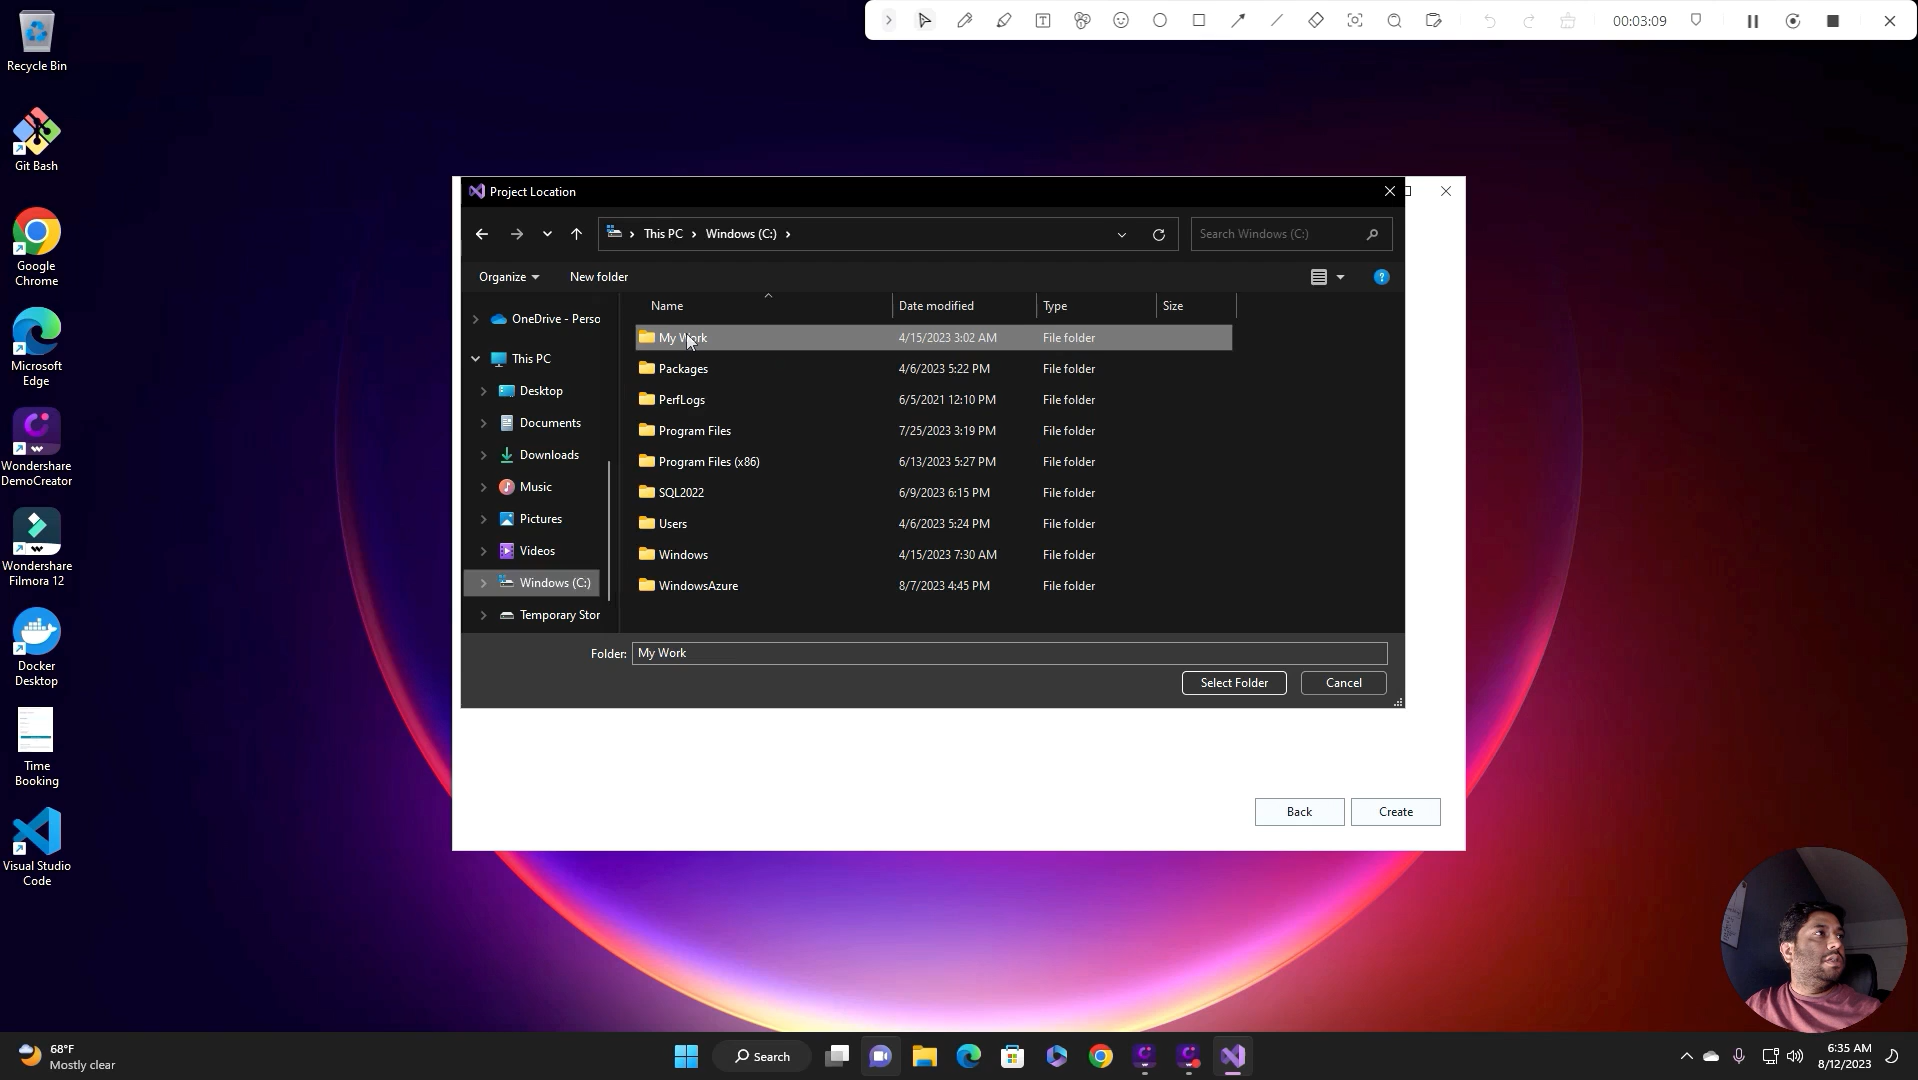 00:03:09
Recycle Bin
Git Bash
Google
Chrome
Microsoft
Edge
Wondershare
DemoCreator
Wondershare
Filmora 12
Docker
Desktop
Time
Booking
Visual Studio
Code
Project Location
This PC
Windows (C:)
Search Windows (C:)
Organize
New folder
Name
Date modified
Type
Size
OneDrive - Perso
This PC
Desktop
Documents
Downloads
Music
Pictures
Videos
Windows (C:)
Temporary Stor
My Work 4/15/2023 3:02 AM File folder
Packages 4/6/2023 5:22 PM File folder
PerfLogs 6/5/2021 12:10 PM File folder
Program Files 7/25/2023 3:19 PM File folder
Program Files (x86) 6/13/2023 5:27 PM File folder
SQL2022 6/9/2023 6:15 PM File folder
Users 4/6/2023 5:24 PM File folder
Windows 4/15/2023 7:30 AM File folder
WindowsAzure 8/7/2023 4:45 PM File folder
Folder: My Work
Select Folder
Cancel
Back
Create
68°F
Mostly clear
Search
6:35 AM
8/12/2023